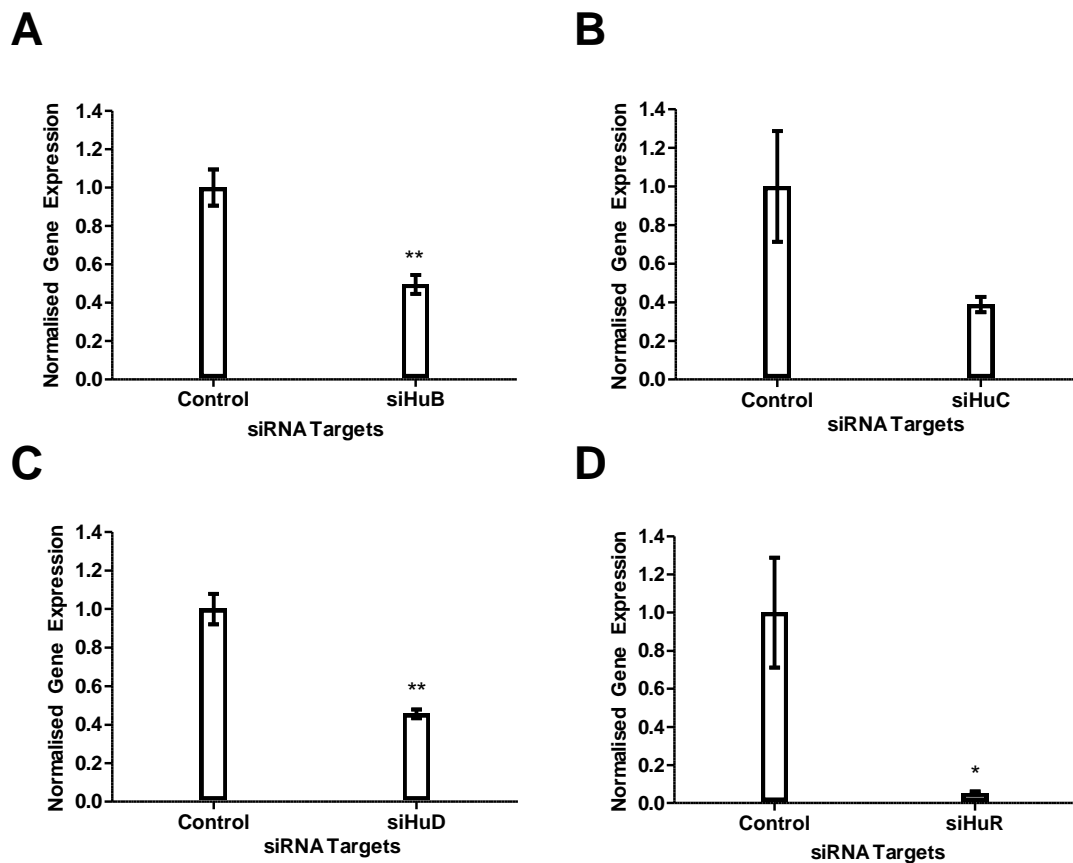 A
Normalised Gene Expression
1.4
1.2
1.0
0.8
0.6
0.4
0.2
0.0
**
Control siHuB
siRNA Targets
B
Normalised Gene Expression
1.4
1.2
1.0
0.8
0.6
0.4
0.2
0.0
Control siHuC
siRNA Targets
C
Normalised Gene Expression
1.4
1.2
1.0
0.8
0.6
0.4
0.2
0.0
**
Control siHuD
siRNA Targets
D
Normalised Gene Expression
1.4
1.2
1.0
0.8
0.6
0.4
0.2
0.0
*
Control siHuR
siRNA Targets